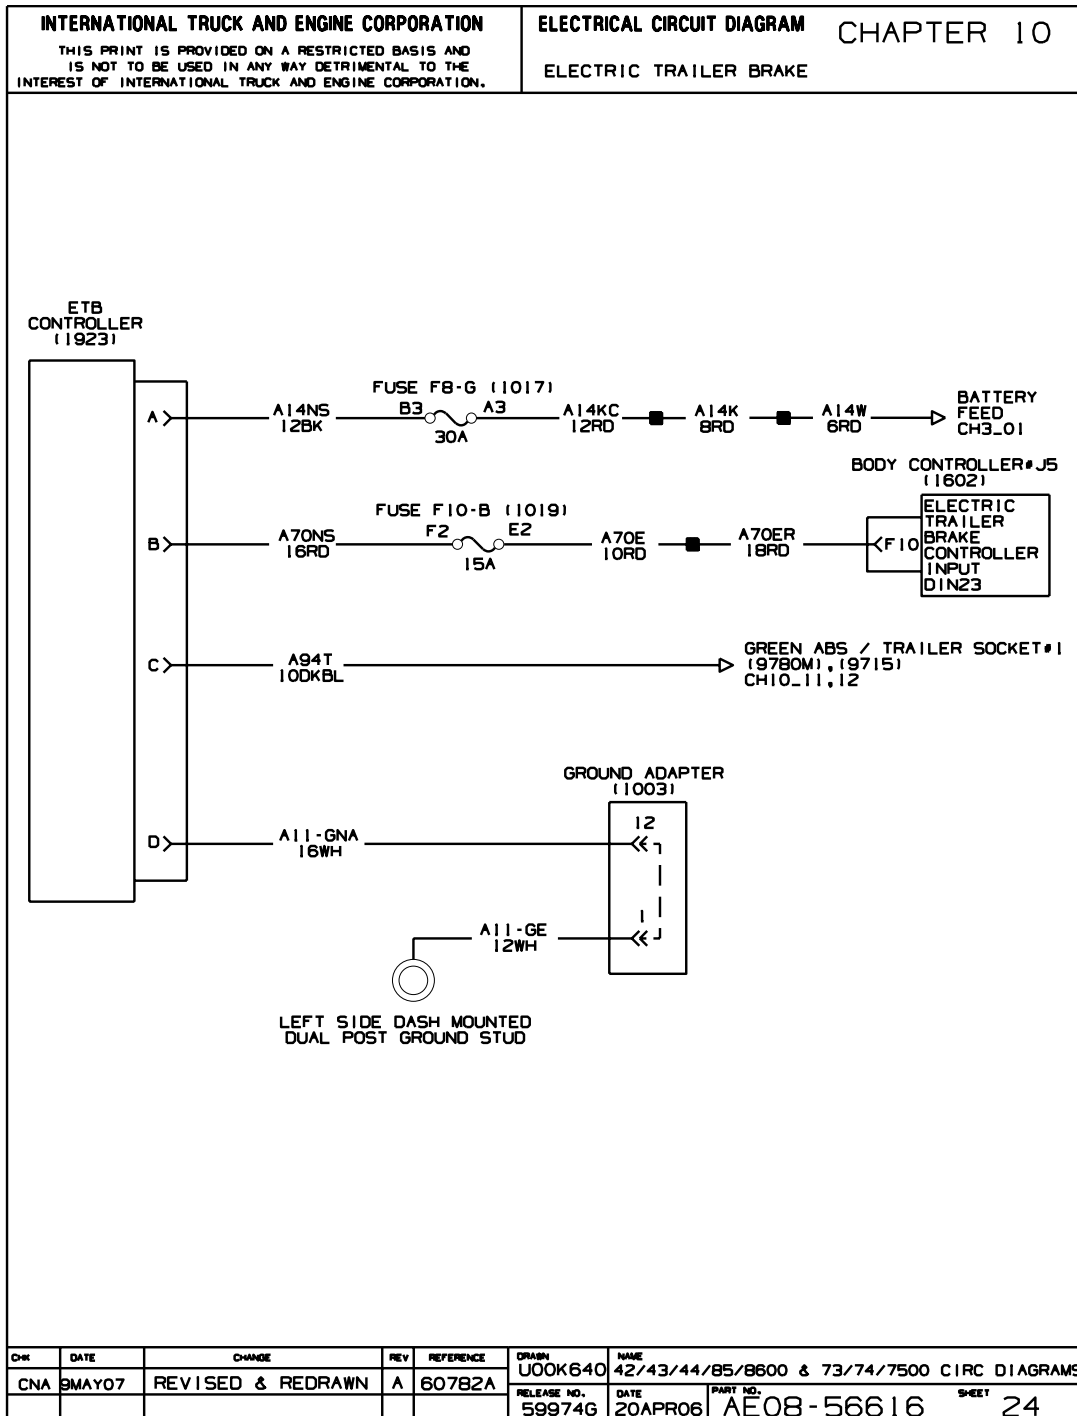 INTERNATIONAL TRUCK AND ENGINE CORPORATION
THIS PRINT IS PROVIDED ON A RESTRICTED BASIS AND
IS NOT TO BE USED IN ANY WAY DETRIMENTAL TO THE
INTEREST OF INTERNATIONAL TRUCK AND ENGINE CORPORATION.
ELECTRICAL CIRCUIT DIAGRAM
CHAPTER 10
ELECTRIC TRAILER BRAKE
ETB
CONTROLLER
(1923)
A
A14NS
12BK
FUSE F8-G (1017)
B3
A3
30A
A14KC
12RD
A14K
8RD
A14W
6RD
BATTERY
FEED
CH3_01
BODY CONTROLLER#J5
(1602)
B
A70NS
16RD
FUSE F10-B (1019)
F2
E2
15A
A70E
10RD
A70ER
18RD
F10
ELECTRIC
TRAILER
BRAKE
CONTROLLER
INPUT
DIN23
C
A94T
10DKBL
GREEN ABS / TRAILER SOCKET#1
(9780M),(9715)
CH10_11,12
GROUND ADAPTER
(1003)
D
A11-GNA
16WH
12
1
A11-GE
12WH
LEFT SIDE DASH MOUNTED
DUAL POST GROUND STUD
CHK DATE CHANGE REV REFERENCE
CNA 9MAY07 REVISED & REDRAWN A 60782A
DRAWN
U00K640
NAME
42/43/44/85/8600 & 73/74/7500 CIRC DIAGRAMS
RELEASE NO.
59974G
DATE
20APR06
PART NO.
AE08-56616
SHEET
24